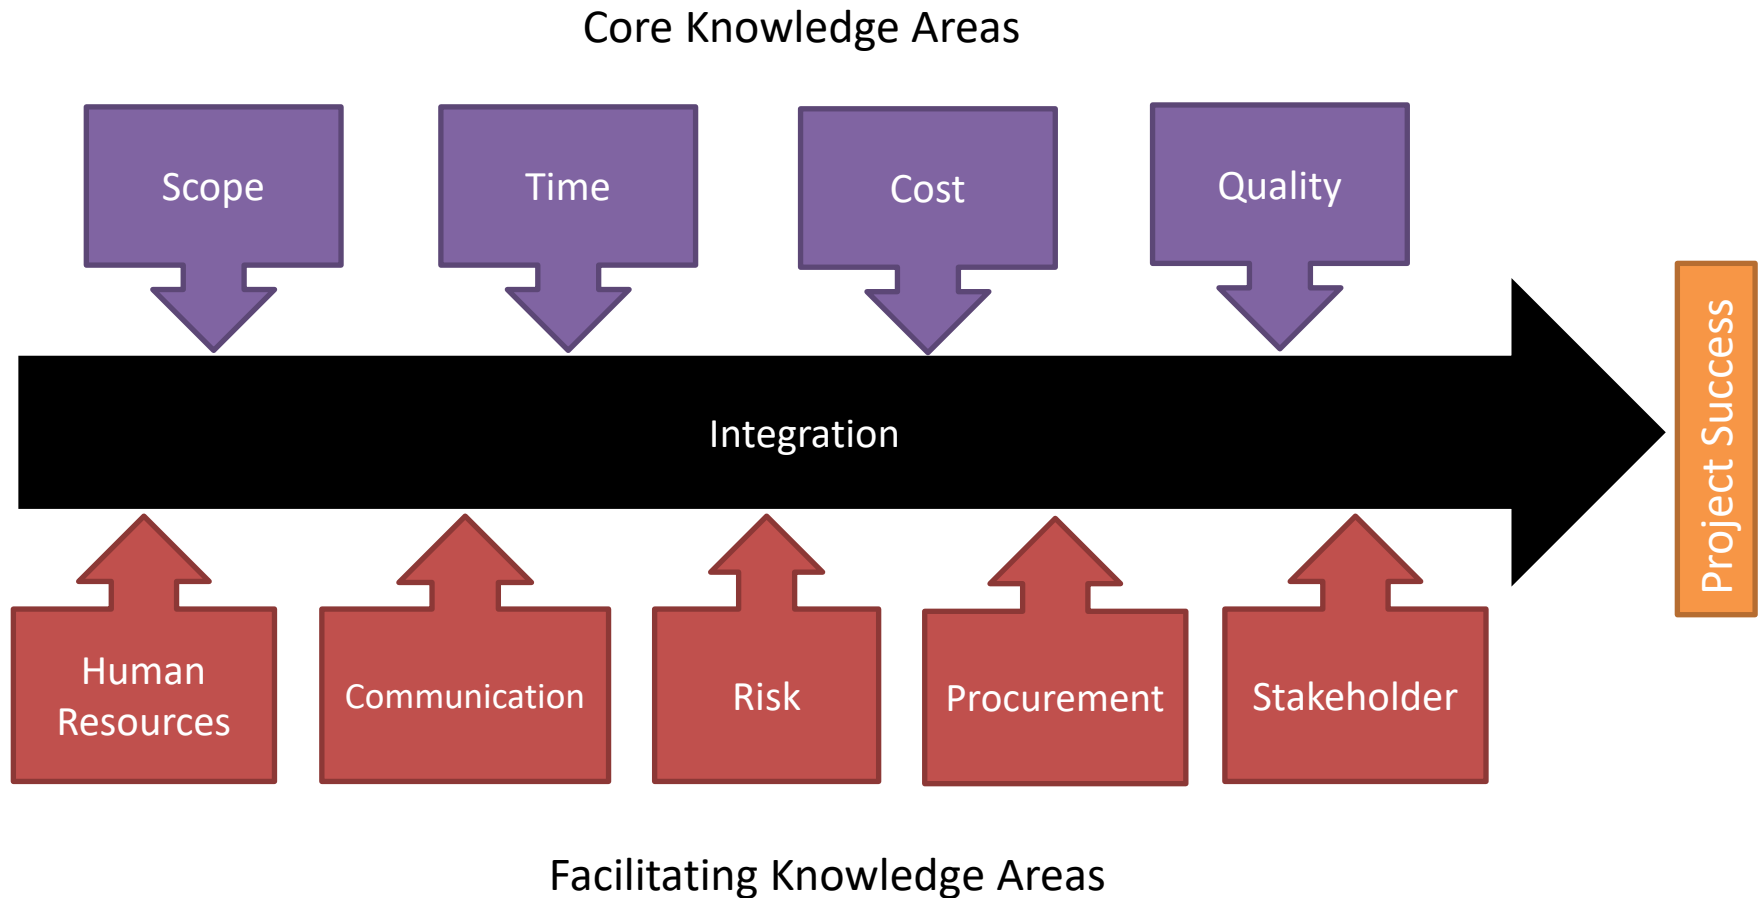 Core Knowledge Areas
Scope
Time
Cost
Quality
Integration
Project Success
Human
Resources
Communication
Risk
Procurement
Stakeholder
Facilitating Knowledge Areas